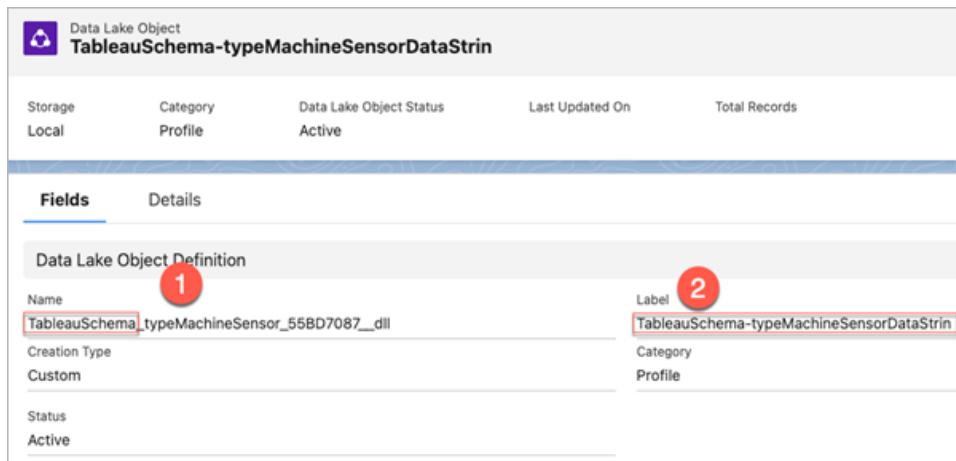 Data Lake Object
TableauSchema-typeMachineSensorDataStrin
Storage Category Data Lake Object Status Last Updated On Total Records
Local Profile Active
Fields Details
Data Lake Object Definition
1
2
Name Label
TableauSchema_typeMachineSensor_55BD7087__dll TableauSchema-typeMachineSensorDataStrin
Creation Type Category
Custom Profile
Status
Active